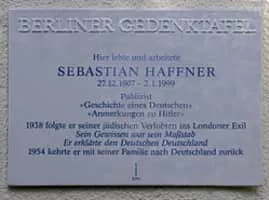 BERLINER GEDENKTAFEL
Hier lebte und arbeitete
SEBASTIAN HAFFNER
27.12.1907 - 2.1.1999
Publizist
»Geschichte eines Deutschen«
»Anmerkungen zu Hitler«
1938 folgte er seiner jüdischen Verlobten ins Londoner Exil
Sein Gewissen war sein Maßstab
Er erklärte den Deutschen Deutschland
1954 kehrte er mit seiner Familie nach Deutschland zurück